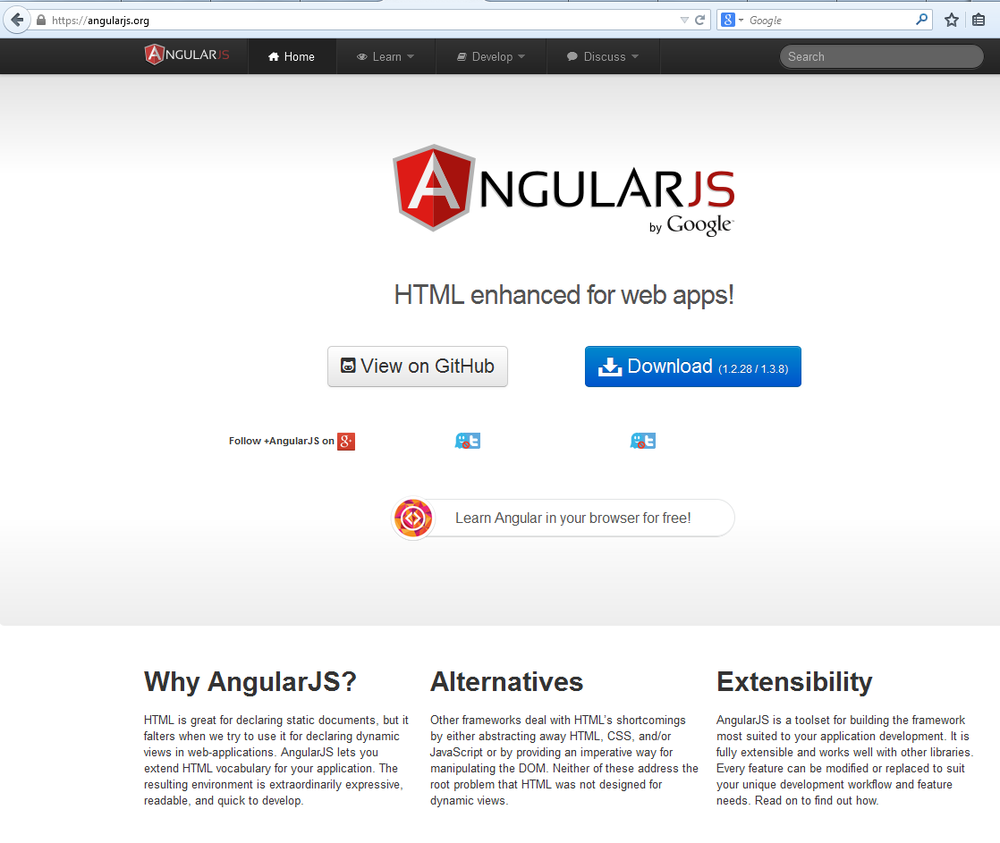 https://angularjs.org
Google
ANGULARJS
Home
Learn
Develop
Discuss
Search
ANGULARJS
by Google
HTML enhanced for web apps!
View on GitHub
Download (1.2.28 / 1.3.8)
Follow +AngularJS on
Learn Angular in your browser for free!
Why AngularJS?
HTML is great for declaring static documents, but it
falters when we try to use it for declaring dynamic
views in web-applications. AngularJS lets you
extend HTML vocabulary for your application. The
resulting environment is extraordinarily expressive,
readable, and quick to develop.
Alternatives
Other frameworks deal with HTML's shortcomings
by either abstracting away HTML, CSS, and/or
JavaScript or by providing an imperative way for
manipulating the DOM. Neither of these address the
root problem that HTML was not designed for
dynamic views.
Extensibility
AngularJS is a toolset for building the framework
most suited to your application development. It is
fully extensible and works well with other libraries.
Every feature can be modified or replaced to suit
your unique development workflow and feature
needs. Read on to find out how.